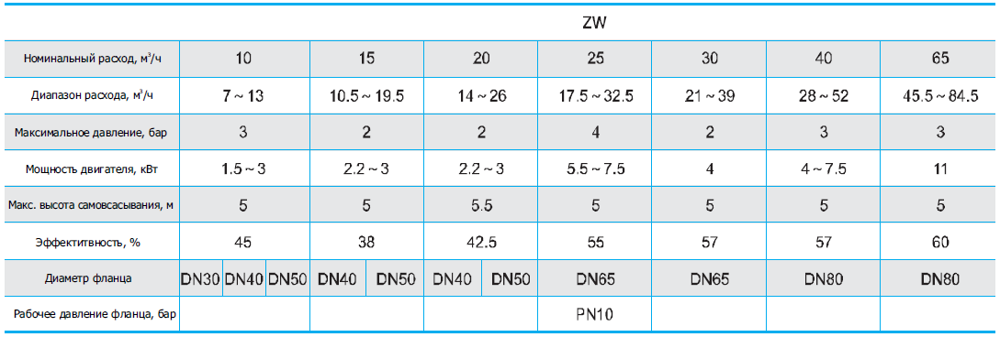 ZW
Номинальный расход, м³/ч 10 15 20 25 30 40 65
Диапазон расхода, м³/ч 7~13 10.5~19.5 14~26 17.5~32.5 21~39 28~52 45.5~84.5
Максимальное давление, бар 3 2 2 4 2 3 3
Мощность двигателя, кВт 1.5~3 2.2~3 2.2~3 5.5~7.5 4 4~7.5 11
Макс. высота самовсасывания, м 5 5 5.5 5 5 5 5
Эффектитвность, % 45 38 42.5 55 57 57 60
Диаметр фланца DN30 DN40 DN50 DN40 DN50 DN40 DN50 DN65 DN65 DN80 DN80
Рабочее давление фланца, бар PN10